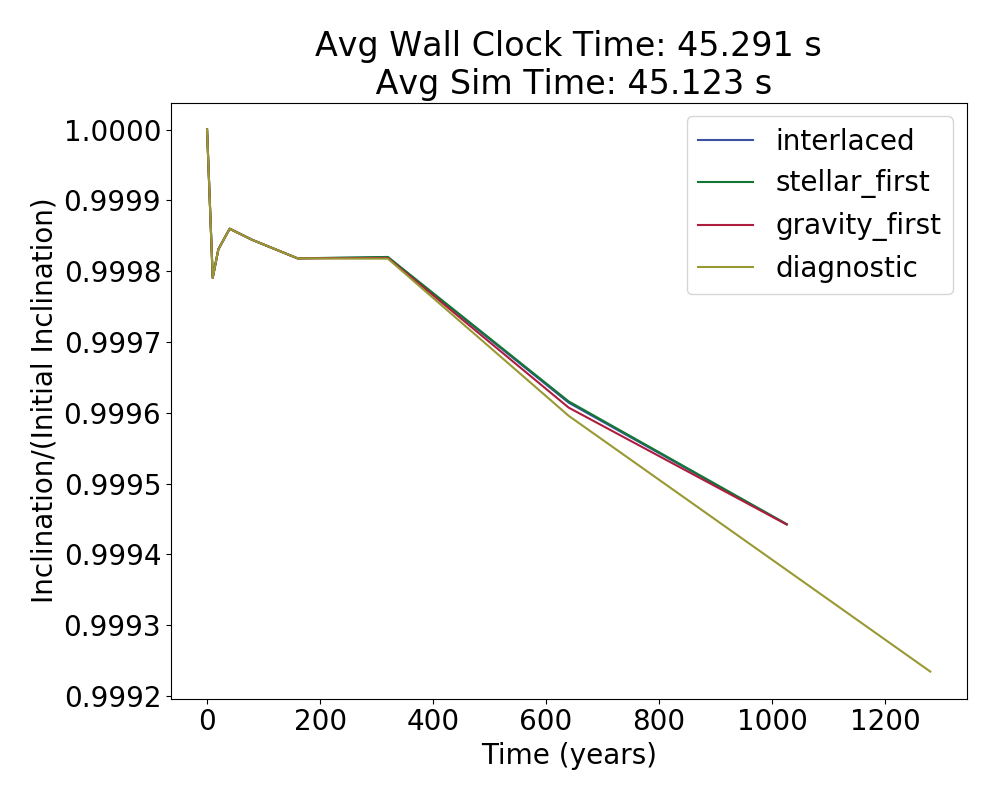 Avg Wall Clock Time: 45.291 s
Avg Sim Time: 45.123 s
interlaced
stellar_first
gravity_first
diagnostic
1.0000
0.9999
0.9998
0.9997
0.9996
0.9995
0.9994
0.9993
0.9992
Inclination/(Initial Inclination)
0 200 400 600 800 1000 1200
Time (years)